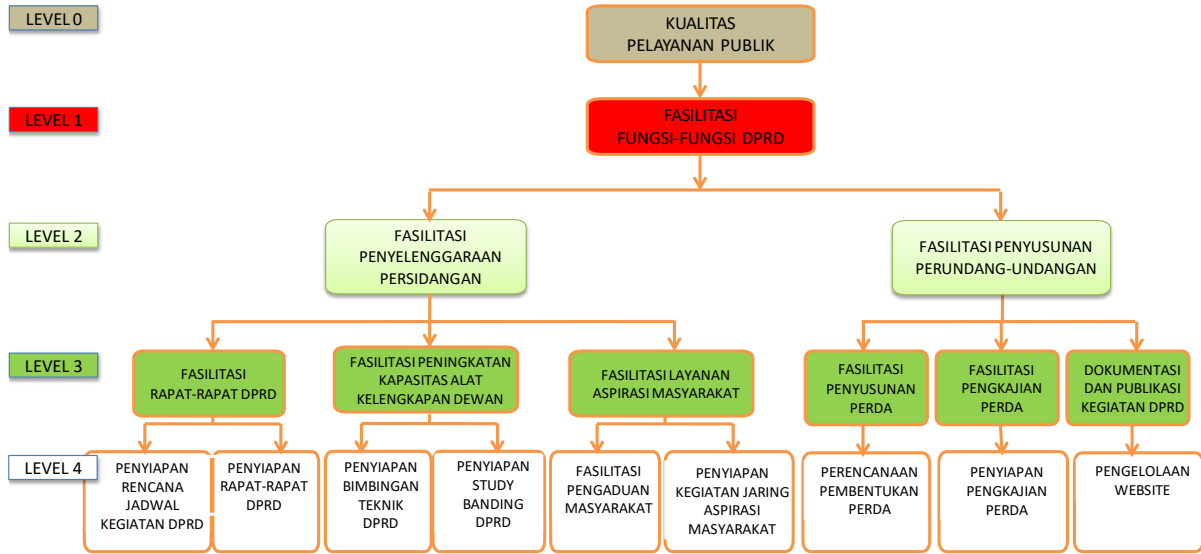 LEVEL 0
KUALITAS
PELAYANAN PUBLIK
LEVEL 1
FASILITASI
FUNGSI-FUNGSI DPRD
LEVEL 2
FASILITASI
PENYELENGGARAAN
PERSIDANGAN
FASILITASI PENYUSUNAN
PERUNDANG-UNDANGAN
LEVEL 3
FASILITASI
RAPAT-RAPAT DPRD
FASILITASI PENINGKATAN
KAPASITAS ALAT
KELENGKAPAN DEWAN
FASILITASI LAYANAN
ASPIRASI MASYARAKAT
FASILITASI
PENYUSUNAN
PERDA
FASILITASI
PENGKAJIAN
PERDA
DOKUMENTASI
DAN PUBLIKASI
KEGIATAN DPRD
LEVEL 4
PENYIAPAN
RENCANA
JADWAL
KEGIATAN DPRD
PENYIAPAN
RAPAT-RAPAT
DPRD
PENYIAPAN
BIMBINGAN
TEKNIK
DPRD
PENYIAPAN
STUDY
BANDING
DPRD
FASILITASI
PENGADUAN
MASYARAKAT
PENYIAPAN
KEGIATAN JARING
ASPIRASI
MASYARAKAT
PERENCANAAN
PEMBENTUKAN
PERDA
PENYIAPAN
PENGKAJIAN
PERDA
PENGELOLAAN
WEBSITE